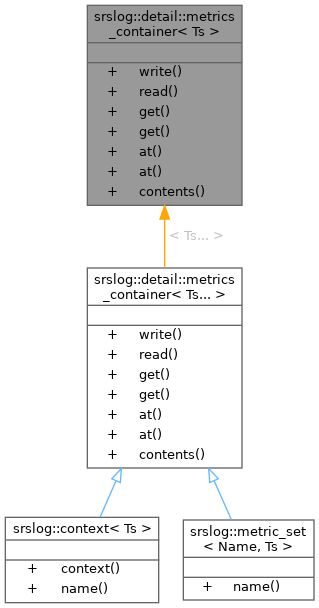 srslog::detail::metrics
_container< Ts >
+ write()
+ read()
+ get()
+ get()
+ at()
+ at()
+ contents()
< Ts... >
srslog::detail::metrics
_container< Ts... >
+ write()
+ read()
+ get()
+ get()
+ at()
+ at()
+ contents()
srslog::context< Ts >
+ context()
+ name()
srslog::metric_set
< Name, Ts >
+ name()